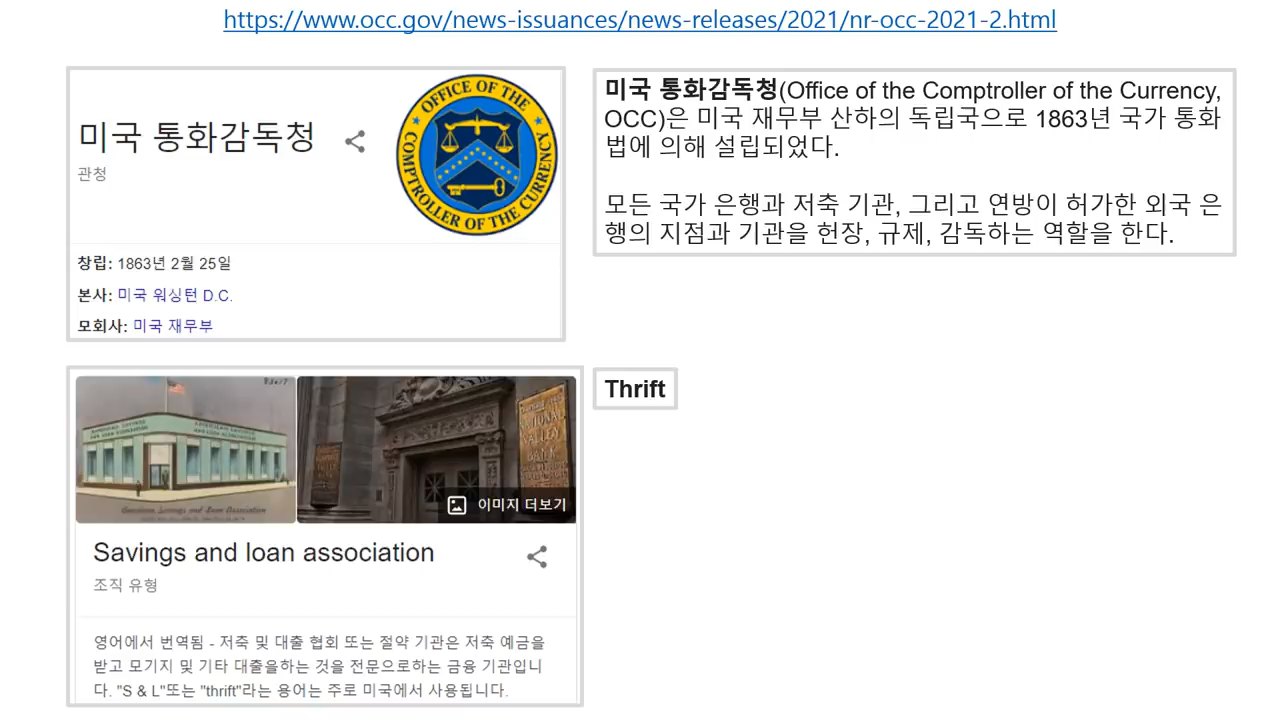 https://www.occ.gov/news-issuances/news-releases/2021/nr-occ-2021-2.html
미국 통화감독청
관청
OFFICE OF THE
COMPTROLLER OF THE CURRENCY
창립: 1863년 2월 25일
본사: 미국 워싱턴 D.C.
모회사: 미국 재무부
미국 통화감독청(Office of the Comptroller of the Currency,
OCC)은 미국 재무부 산하의 독립국으로 1863년 국가 통화
법에 의해 설립되었다.
모든 국가 은행과 저축 기관, 그리고 연방이 허가한 외국 은
행의 지점과 기관을 헌장, 규제, 감독하는 역할을 한다.
VALLEY
BANK
이미지 더보기
Savings and loan association
조직 유형
영어에서 번역됨 - 저축 및 대출 협회 또는 절약 기관은 저축 예금을
받고 모기지 및 기타 대출을하는 것을 전문으로하는 금융 기관입니
다. "S & L"또는 "thrift"라는 용어는 주로 미국에서 사용됩니다.
Thrift